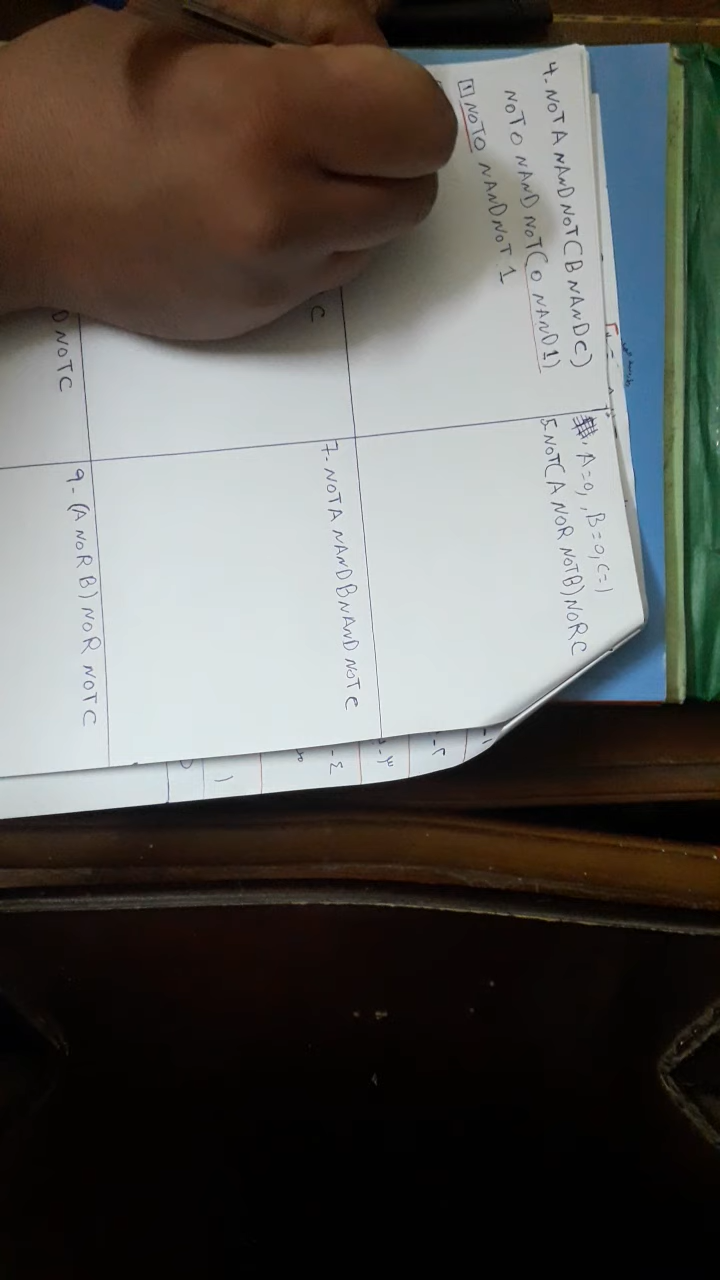 4- NOT A NAND NOT(B NAND C)
NOT 0 NAND NOT(0 NAND 1)
1 NOT 0 NAND NOT 1
, A=0, , B=0, C=1
5- NOT(A NOR NOT B) NOR C
C
7- NOT A NAND B NAND NOT C
D NOT C
9- (A NOR B) NOR NOT C